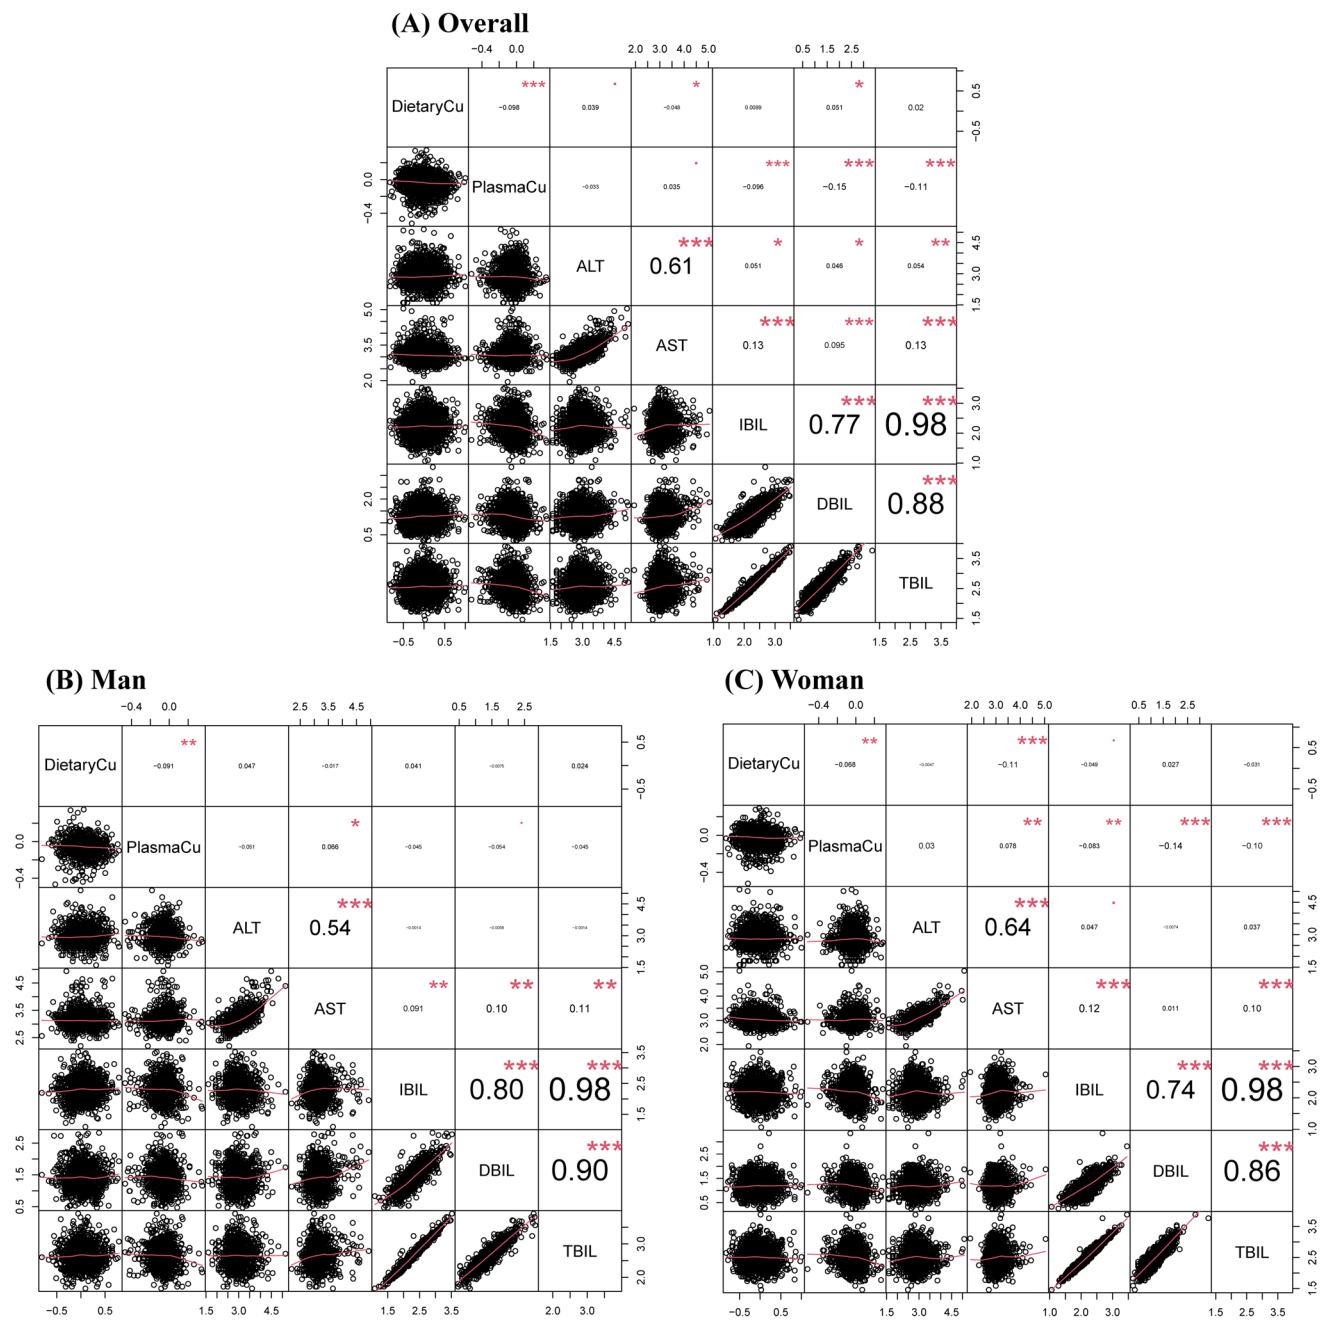 (A) Overall
−0.4 0.0 2.0 3.0 4.0 5.0 0.5 1.5 2.5
DietaryCu *** −0.098 · 0.039 * −0.048 0.0089 * 0.051 0.02 −0.5 0.5
0.0 −0.4 PlasmaCu −0.033 · 0.035 *** −0.096 *** −0.15 *** −0.11
ALT *** 0.61 * 0.051 * 0.046 ** 0.054 1.5 3.0 4.5
5.0 3.5 2.0 AST *** 0.13 *** 0.095 *** 0.13
IBIL *** 0.77 *** 0.98 1.0 2.0 3.0
2.0 0.5 DBIL *** 0.88
TBIL 1.5 2.5 3.5
−0.5 0.5 1.5 3.0 4.5 1.0 2.0 3.0 1.5 2.5 3.5
(B) Man
−0.4 0.0 2.5 3.5 4.5 0.5 1.5 2.5
DietaryCu ** −0.091 0.047 −0.017 0.041 −0.0075 0.024 −0.5 0.5
0.0 −0.4 PlasmaCu −0.051 * 0.066 −0.045 · −0.054 −0.045
ALT *** 0.54 −0.0014 −0.0014 1.5 3.0 4.5
4.5 3.5 2.5 AST ** 0.091 ** 0.10 ** 0.11
IBIL *** 0.80 *** 0.98 1.5 2.5 3.5
2.5 1.5 0.5 DBIL *** 0.90
TBIL 2.0 3.0
−0.5 0.5 1.5 3.0 4.5 1.5 2.5 3.5 2.0 3.0
(C) Woman
−0.4 0.0 2.0 3.0 4.0 5.0 0.5 1.5 2.5
DietaryCu ** −0.068 −0.0047 *** −0.11 · −0.049 0.027 −0.031 −0.5 0.5
0.0 −0.4 PlasmaCu 0.03 ** 0.078 ** −0.083 *** −0.14 *** −0.10
ALT *** 0.64 · 0.047 −0.0074 0.037 1.5 3.0 4.5
5.0 4.0 3.0 2.0 AST *** 0.12 0.011 *** 0.10
IBIL *** 0.74 *** 0.98 1.0 2.0 3.0
2.5 1.5 0.5 DBIL *** 0.86
TBIL 1.5 2.5 3.5
−0.5 0.5 1.5 3.0 4.5 1.0 2.0 3.0 1.5 2.5 3.5